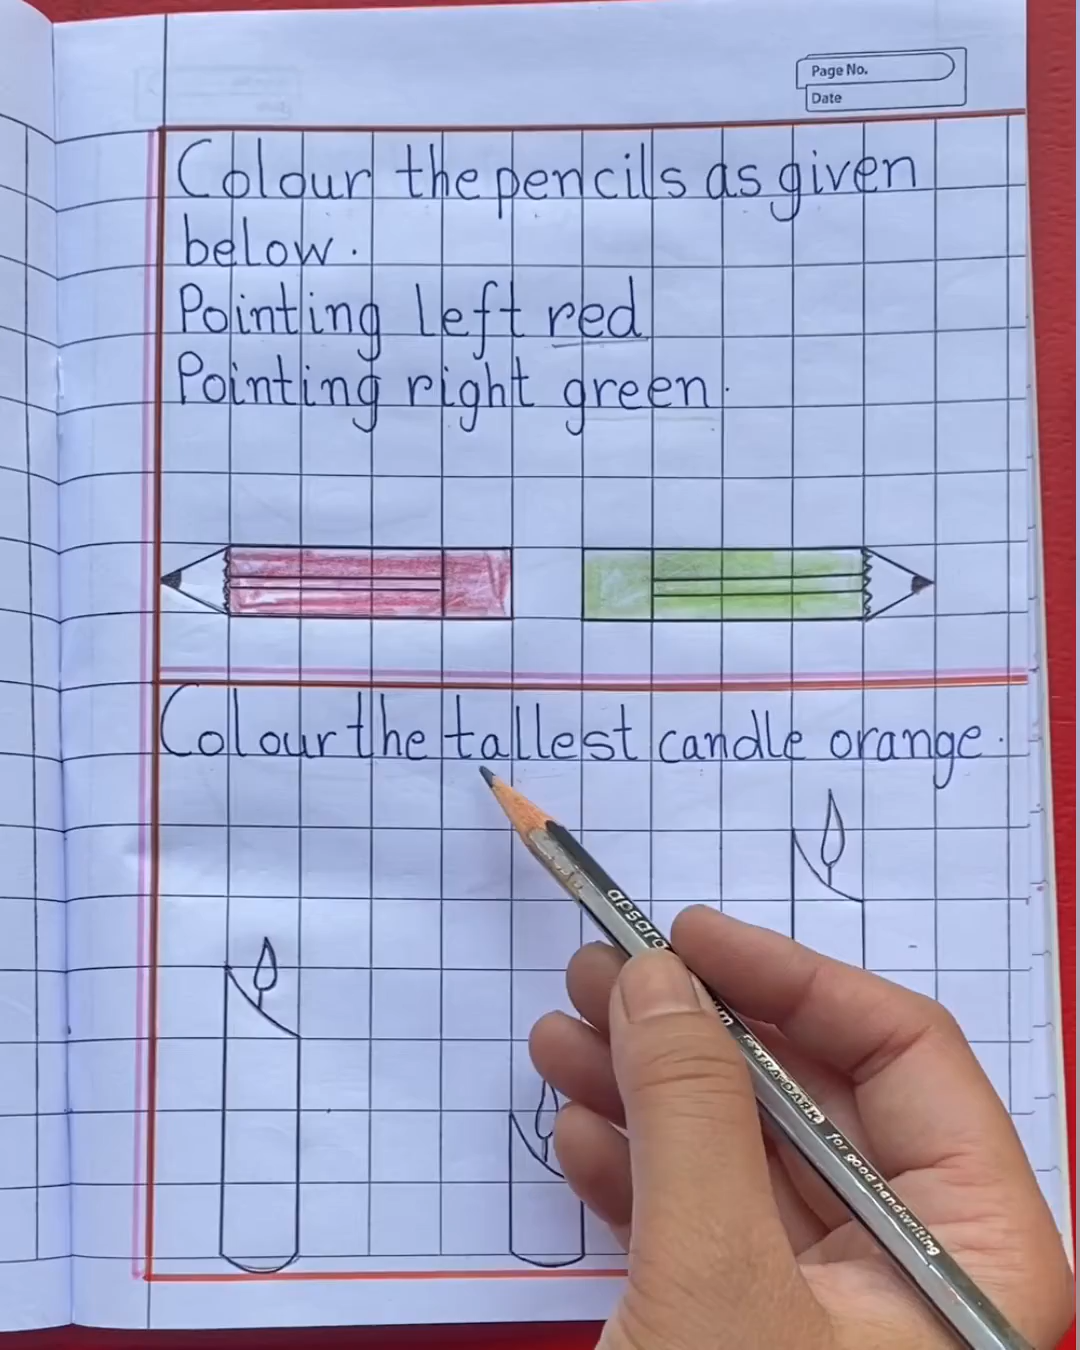 Page No.
Date
Colour the pencils as given
below.
Pointing left red
Pointing right green.
Colour the tallest candle orange.
apsara
EXTRA DARK for good handwriting